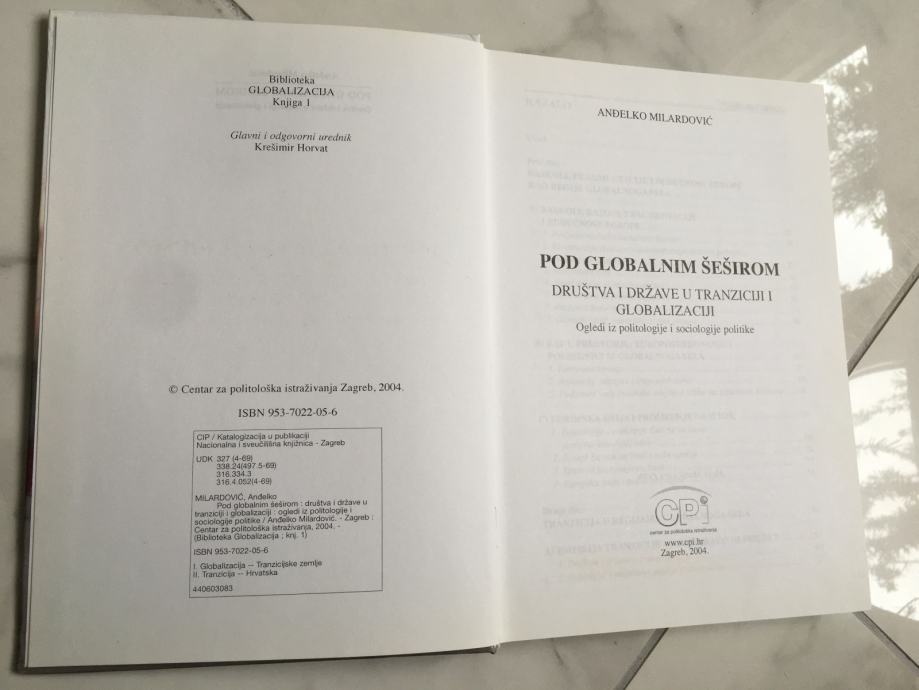 Biblioteka
GLOBALIZACIJA
Knjiga 1
Glavni i odgovorni urednik
Krešimir Horvat
© Centar za politološka istraživanja Zagreb, 2004.
ISBN 953-7022-05-6
CIP / Katalogizacija u publikaciji
Nacionalna i sveučilišna knjižnica - Zagreb
UDK 327 (4-69)
338.24(497.5-69)
316.334.3
316.4.052(4-69)
MILARDOVIĆ, Anđelko
Pod globalnim šeširom : društva i države u
tranziciji i globalizaciji : ogledi iz politologije i
sociologije politike / Anđelko Milardović. - Zagreb :
Centar za politološka istraživanja, 2004. -
(Biblioteka Globalizacija ; knj. 1)
ISBN 953-7022-05-6
I. Globalizacija -- Tranzicijske zemlje
II. Tranzicija -- Hrvatska
440603083
ANĐELKO MILARDOVIĆ
POD GLOBALNIM ŠEŠIROM
DRUŠTVA I DRŽAVE U TRANZICIJI I
GLOBALIZACIJI
Ogledi iz politologije i sociologije politike
CPi
centar za politološka istraživanja
www.cpi.hr
Zagreb, 2004.